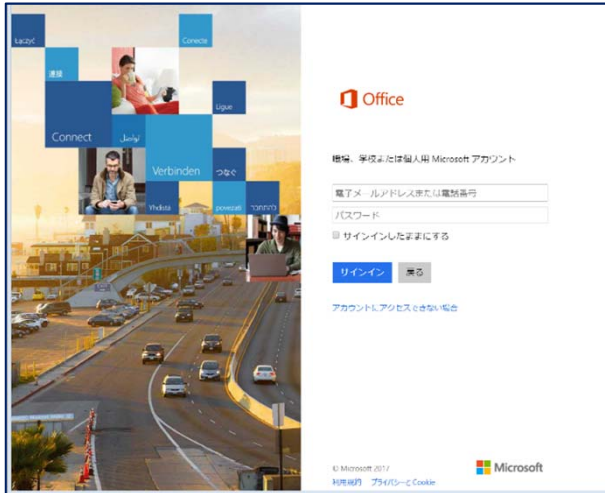 Łączyć
Conecte
連接
Ligue
Connect
تواصل
Verbinden
つなぐ
Yhdistä
povezati
להתחבר
Office
職場、学校または個人用 Microsoft アカウント
電子メール アドレスまたは電話番号
パスワード
サインインしたままにする
サインイン
戻る
アカウントにアクセスできない場合
© Microsoft 2017
Microsoft
利用規約 プライバシーと Cookie